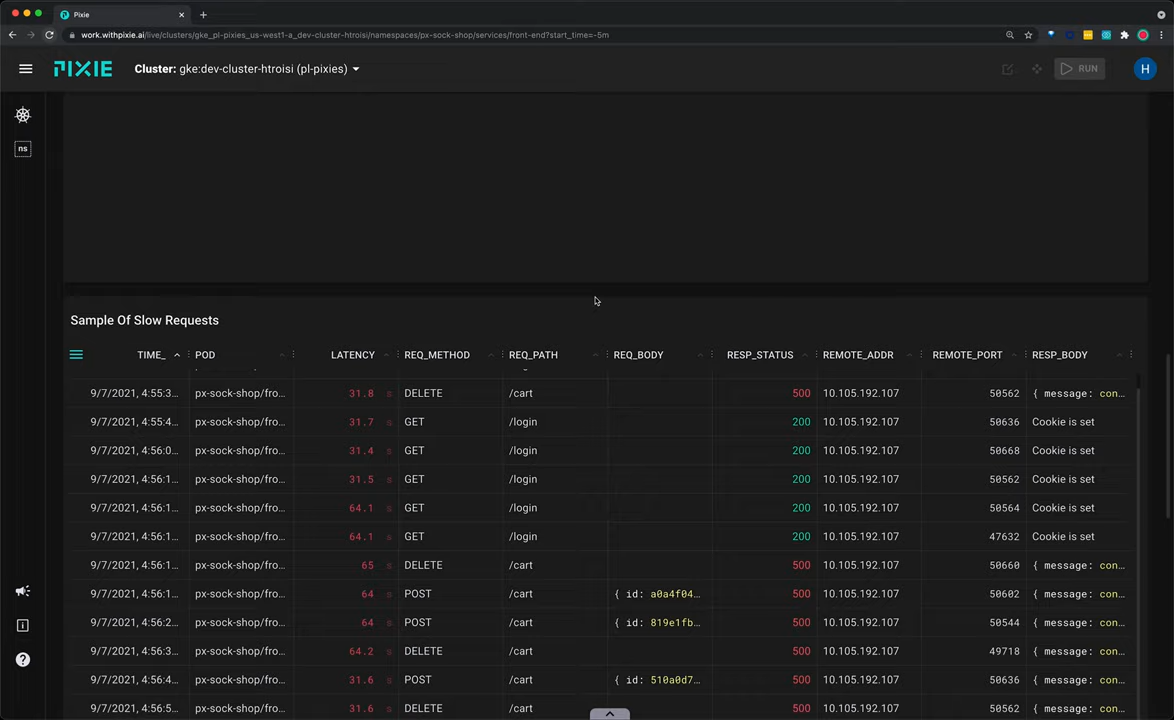 Pixie
work.withpixie.ai/live/clusters/gke_pl-pixies_us-west1-a_dev-cluster-htroisi/namespaces/px-sock-shop/services/front-end?start_time=-5m
PIXIE Cluster: gke:dev-cluster-htroisi (pl-pixies) RUN H
ns
Sample Of Slow Requests
TIME_ POD LATENCY REQ_METHOD REQ_PATH REQ_BODY RESP_STATUS REMOTE_ADDR REMOTE_PORT RESP_BODY
9/7/2021, 4:55:3... px-sock-shop/fro... 31.8 s DELETE /cart 500 10.105.192.107 50562 { message: con...
9/7/2021, 4:55:4... px-sock-shop/fro... 31.7 s GET /login 200 10.105.192.107 50636 Cookie is set
9/7/2021, 4:56:0... px-sock-shop/fro... 31.4 s GET /login 200 10.105.192.107 50668 Cookie is set
9/7/2021, 4:56:1... px-sock-shop/fro... 31.5 s GET /login 200 10.105.192.107 50562 Cookie is set
9/7/2021, 4:56:1... px-sock-shop/fro... 64.1 s GET /login 200 10.105.192.107 50564 Cookie is set
9/7/2021, 4:56:1... px-sock-shop/fro... 64.1 s GET /login 200 10.105.192.107 47632 Cookie is set
9/7/2021, 4:56:1... px-sock-shop/fro... 65 s DELETE /cart 500 10.105.192.107 50660 { message: con...
9/7/2021, 4:56:1... px-sock-shop/fro... 64 s POST /cart { id: a0a4f04... 500 10.105.192.107 50602 { message: con...
9/7/2021, 4:56:2... px-sock-shop/fro... 64 s POST /cart { id: 819e1fb... 500 10.105.192.107 50544 { message: con...
9/7/2021, 4:56:3... px-sock-shop/fro... 64.2 s DELETE /cart 500 10.105.192.107 49718 { message: con...
9/7/2021, 4:56:4... px-sock-shop/fro... 31.6 s POST /cart { id: 510a0d7... 500 10.105.192.107 50636 { message: con...
9/7/2021, 4:56:5... px-sock-shop/fro... 31.6 s DELETE /cart 500 10.105.192.107 50562 { message: con...